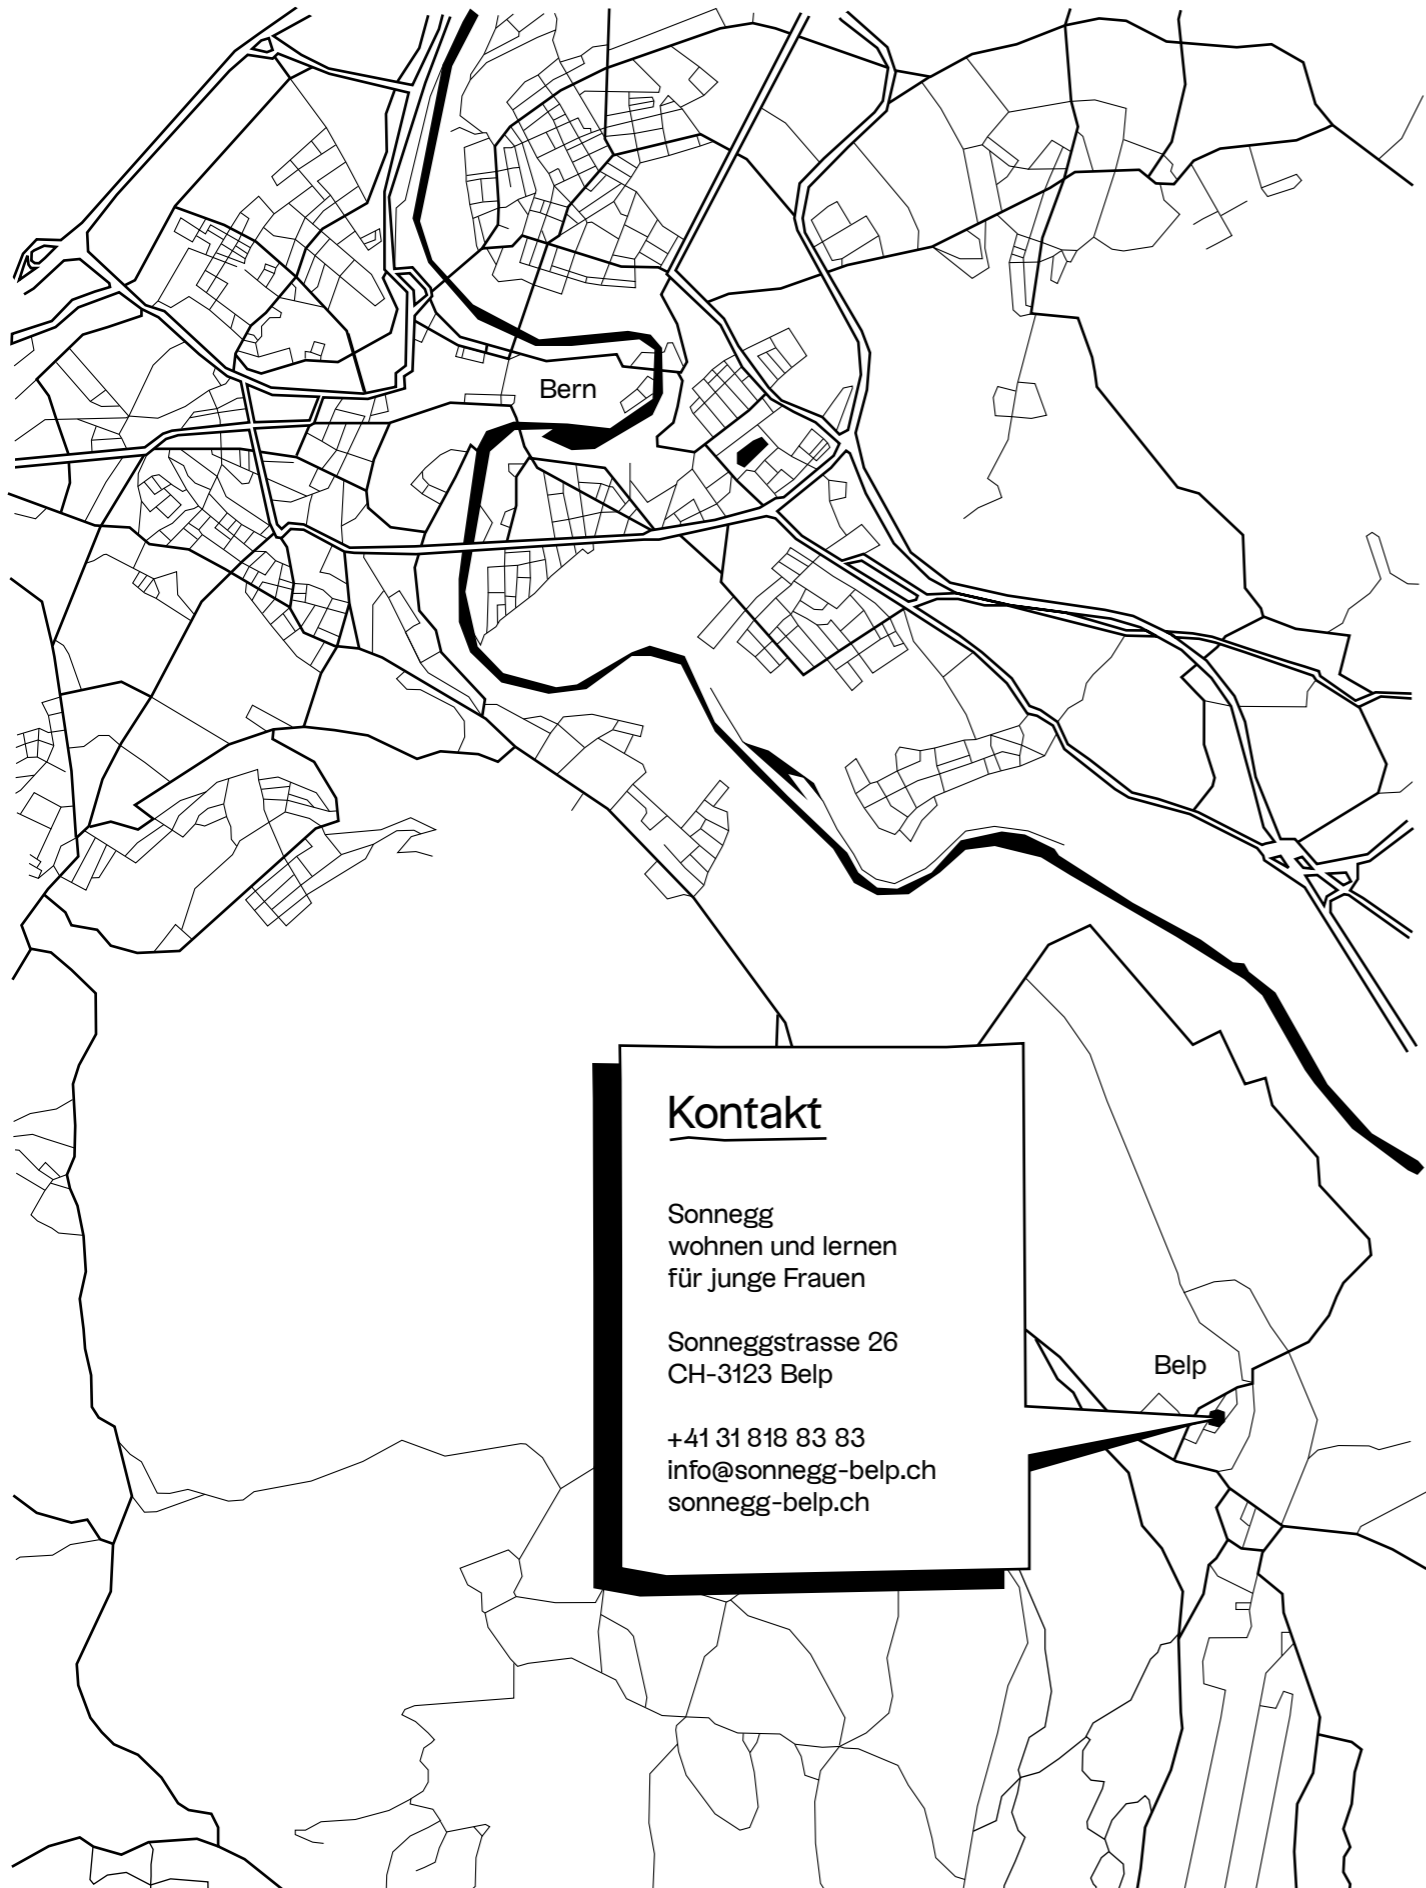 Bern
Kontakt
Sonnegg
wohnen und lernen
für junge Frauen
Sonneggstrasse 26
CH-3123 Belp
+41 31 818 83 83
info@sonnegg-belp.ch
sonnegg-belp.ch
Belp